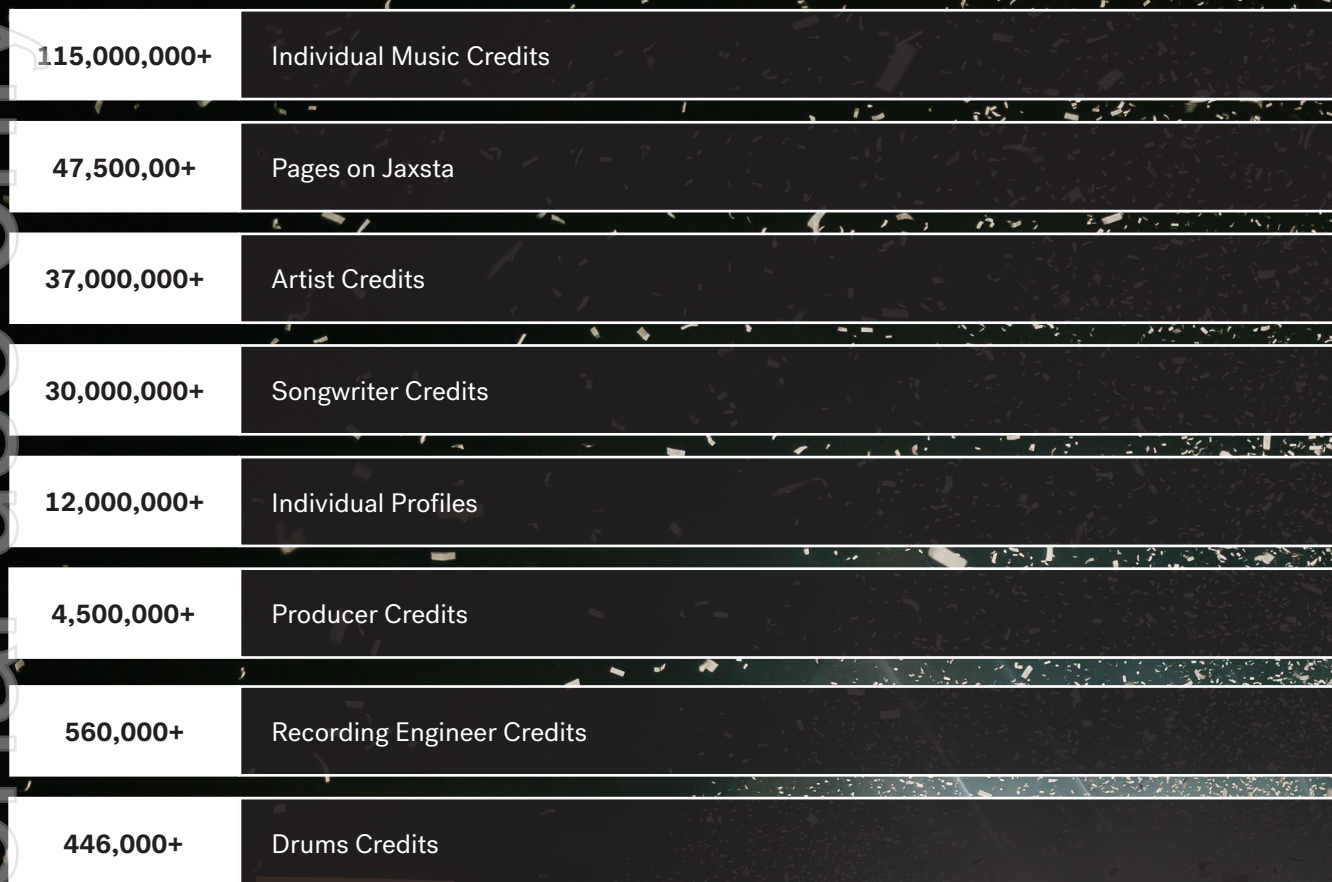 115,000,000+ Individual Music Credits
47,500,00+ Pages on Jaxsta
37,000,000+ Artist Credits
30,000,000+ Songwriter Credits
12,000,000+ Individual Profiles
4,500,000+ Producer Credits
560,000+ Recording Engineer Credits
446,000+ Drums Credits